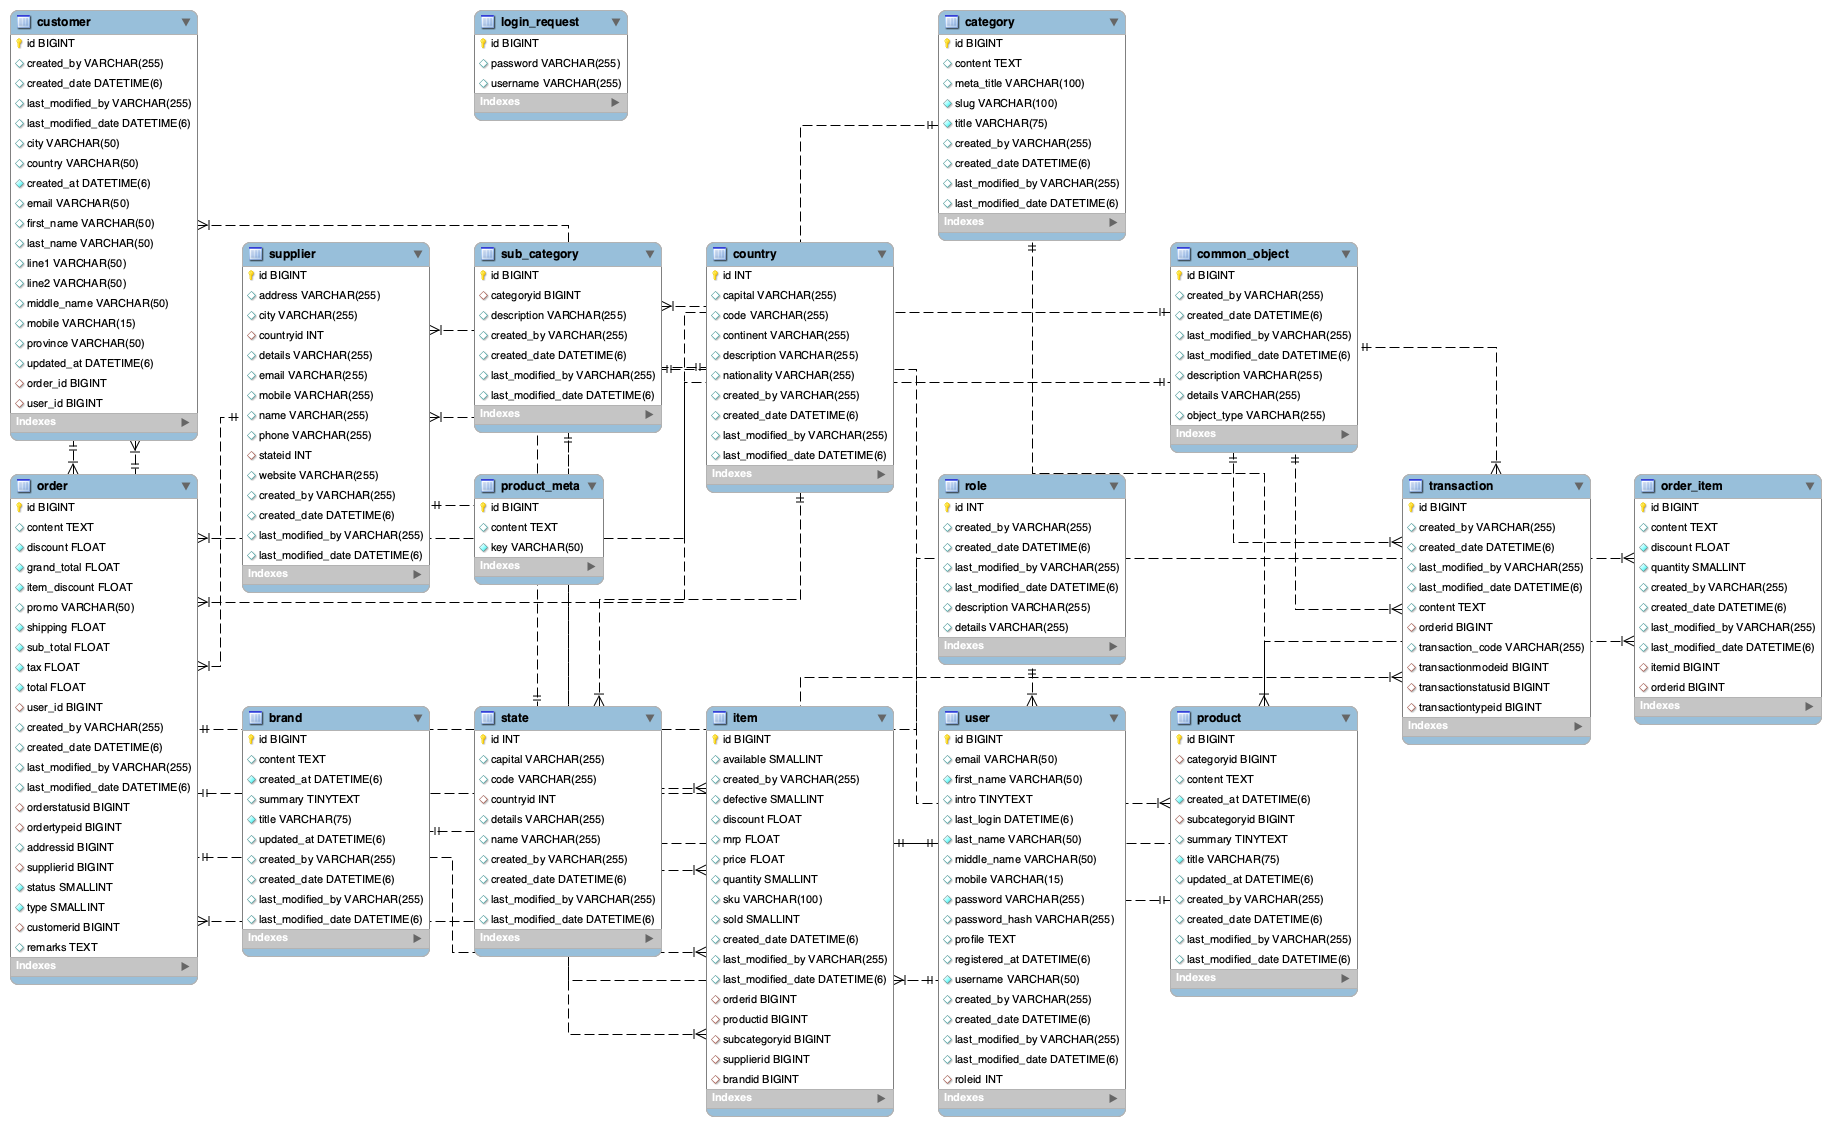 customer
id BIGINT
created_by VARCHAR(255)
created_date DATETIME(6)
last_modified_by VARCHAR(255)
last_modified_date DATETIME(6)
city VARCHAR(50)
country VARCHAR(50)
created_at DATETIME(6)
email VARCHAR(50)
first_name VARCHAR(50)
last_name VARCHAR(50)
line1 VARCHAR(50)
line2 VARCHAR(50)
middle_name VARCHAR(50)
mobile VARCHAR(15)
province VARCHAR(50)
updated_at DATETIME(6)
order_id BIGINT
user_id BIGINT
Indexes
login_request
id BIGINT
password VARCHAR(255)
username VARCHAR(255)
Indexes
category
id BIGINT
content TEXT
meta_title VARCHAR(100)
slug VARCHAR(100)
title VARCHAR(75)
created_by VARCHAR(255)
created_date DATETIME(6)
last_modified_by VARCHAR(255)
last_modified_date DATETIME(6)
Indexes
supplier
id BIGINT
address VARCHAR(255)
city VARCHAR(255)
countryid INT
details VARCHAR(255)
email VARCHAR(255)
mobile VARCHAR(255)
name VARCHAR(255)
phone VARCHAR(255)
stateid INT
website VARCHAR(255)
created_by VARCHAR(255)
created_date DATETIME(6)
last_modified_by VARCHAR(255)
last_modified_date DATETIME(6)
Indexes
sub_category
id BIGINT
categoryid BIGINT
description VARCHAR(255)
created_by VARCHAR(255)
created_date DATETIME(6)
last_modified_by VARCHAR(255)
last_modified_date DATETIME(6)
Indexes
country
id INT
capital VARCHAR(255)
code VARCHAR(255)
continent VARCHAR(255)
description VARCHAR(255)
nationality VARCHAR(255)
created_by VARCHAR(255)
created_date DATETIME(6)
last_modified_by VARCHAR(255)
last_modified_date DATETIME(6)
Indexes
common_object
id BIGINT
created_by VARCHAR(255)
created_date DATETIME(6)
last_modified_by VARCHAR(255)
last_modified_date DATETIME(6)
description VARCHAR(255)
details VARCHAR(255)
object_type VARCHAR(255)
Indexes
order
id BIGINT
content TEXT
discount FLOAT
grand_total FLOAT
item_discount FLOAT
promo VARCHAR(50)
shipping FLOAT
sub_total FLOAT
tax FLOAT
total FLOAT
user_id BIGINT
created_by VARCHAR(255)
created_date DATETIME(6)
last_modified_by VARCHAR(255)
last_modified_date DATETIME(6)
orderstatusid BIGINT
ordertypeid BIGINT
addressid BIGINT
supplierid BIGINT
status SMALLINT
type SMALLINT
customerid BIGINT
remarks TEXT
Indexes
product_meta
id BIGINT
content TEXT
key VARCHAR(50)
Indexes
role
id INT
created_by VARCHAR(255)
created_date DATETIME(6)
last_modified_by VARCHAR(255)
last_modified_date DATETIME(6)
description VARCHAR(255)
details VARCHAR(255)
Indexes
transaction
id BIGINT
created_by VARCHAR(255)
created_date DATETIME(6)
last_modified_by VARCHAR(255)
last_modified_date DATETIME(6)
content TEXT
orderid BIGINT
transaction_code VARCHAR(255)
transactionmodeid BIGINT
transactionstatusid BIGINT
transactiontypeid BIGINT
Indexes
order_item
id BIGINT
content TEXT
discount FLOAT
quantity SMALLINT
created_by VARCHAR(255)
created_date DATETIME(6)
last_modified_by VARCHAR(255)
last_modified_date DATETIME(6)
itemid BIGINT
orderid BIGINT
Indexes
brand
id BIGINT
content TEXT
created_at DATETIME(6)
summary TINYTEXT
title VARCHAR(75)
updated_at DATETIME(6)
created_by VARCHAR(255)
created_date DATETIME(6)
last_modified_by VARCHAR(255)
last_modified_date DATETIME(6)
Indexes
state
id INT
capital VARCHAR(255)
code VARCHAR(255)
countryid INT
details VARCHAR(255)
name VARCHAR(255)
created_by VARCHAR(255)
created_date DATETIME(6)
last_modified_by VARCHAR(255)
last_modified_date DATETIME(6)
Indexes
item
id BIGINT
available SMALLINT
created_by VARCHAR(255)
defective SMALLINT
discount FLOAT
mrp FLOAT
price FLOAT
quantity SMALLINT
sku VARCHAR(100)
sold SMALLINT
created_date DATETIME(6)
last_modified_by VARCHAR(255)
last_modified_date DATETIME(6)
orderid BIGINT
productid BIGINT
subcategoryid BIGINT
supplierid BIGINT
brandid BIGINT
Indexes
user
id BIGINT
email VARCHAR(50)
first_name VARCHAR(50)
intro TINYTEXT
last_login DATETIME(6)
last_name VARCHAR(50)
middle_name VARCHAR(50)
mobile VARCHAR(15)
password VARCHAR(255)
password_hash VARCHAR(255)
profile TEXT
registered_at DATETIME(6)
username VARCHAR(50)
created_by VARCHAR(255)
created_date DATETIME(6)
last_modified_by VARCHAR(255)
last_modified_date DATETIME(6)
roleid INT
Indexes
product
id BIGINT
categoryid BIGINT
content TEXT
created_at DATETIME(6)
subcategoryid BIGINT
summary TINYTEXT
title VARCHAR(75)
updated_at DATETIME(6)
created_by VARCHAR(255)
created_date DATETIME(6)
last_modified_by VARCHAR(255)
last_modified_date DATETIME(6)
Indexes